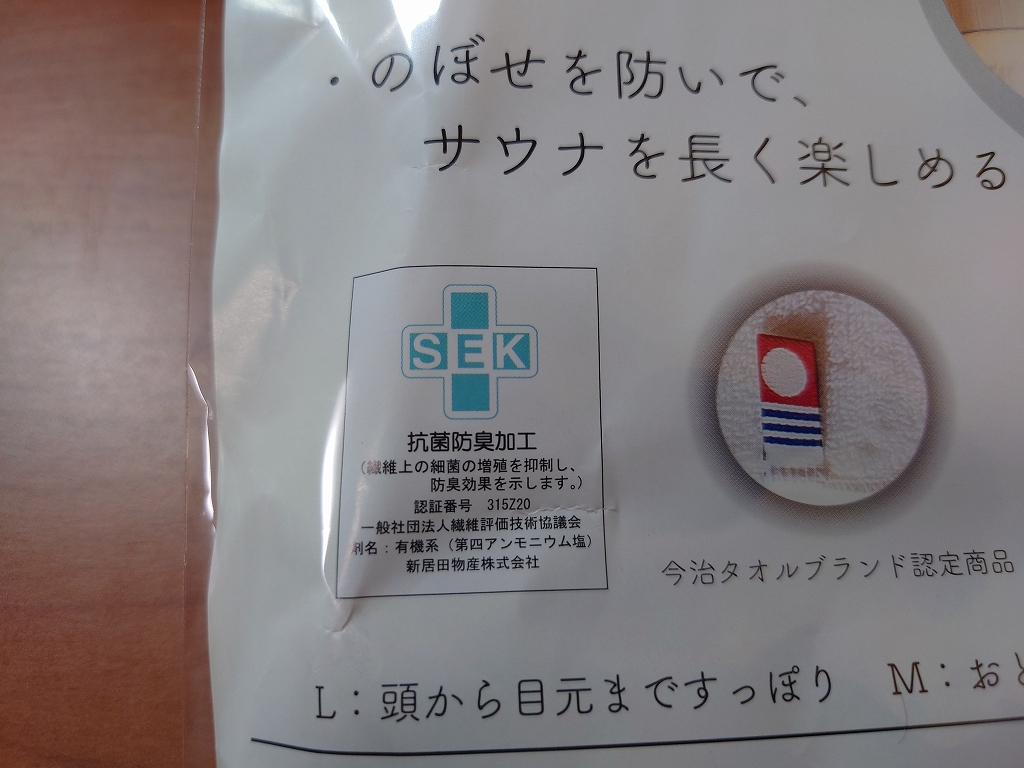 ・のぼせを防いで、
サウナを長く楽しめる
SEK
抗菌防臭加工
(繊維上の細菌の増殖を抑制し、
防臭効果を示します。)
認証番号 315Z20
一般社団法人繊維評価技術協議会
剤名:有機系(第四アンモニウム塩)
新居田物産株式会社
今治タオルブランド認定商品
L:頭から目元まですっぽり M:おと